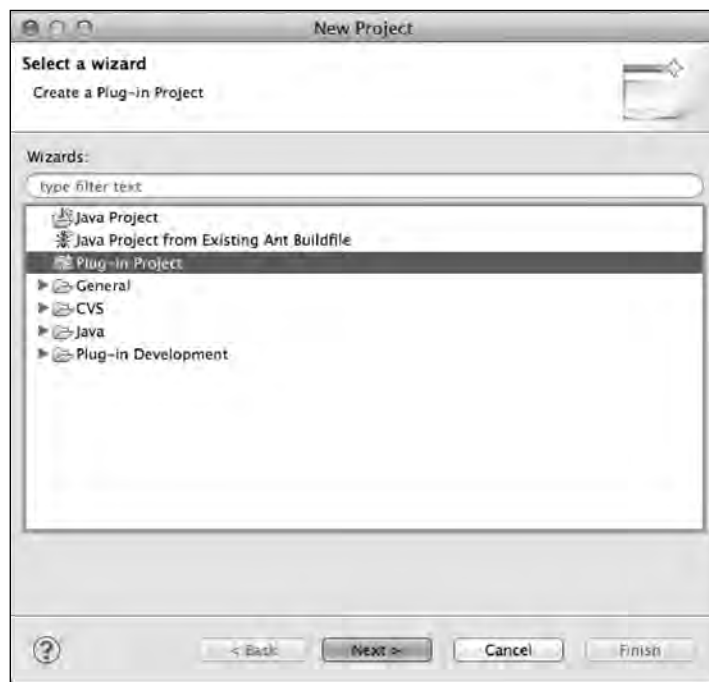 New Project
Select a wizard
Create a Plug-in Project
Wizards:
type filter text
Java Project
Java Project from Existing Ant Buildfile
Plug-in Project
General
CVS
Java
Plug-in Development
?
< Back
Next >
Cancel
Finish